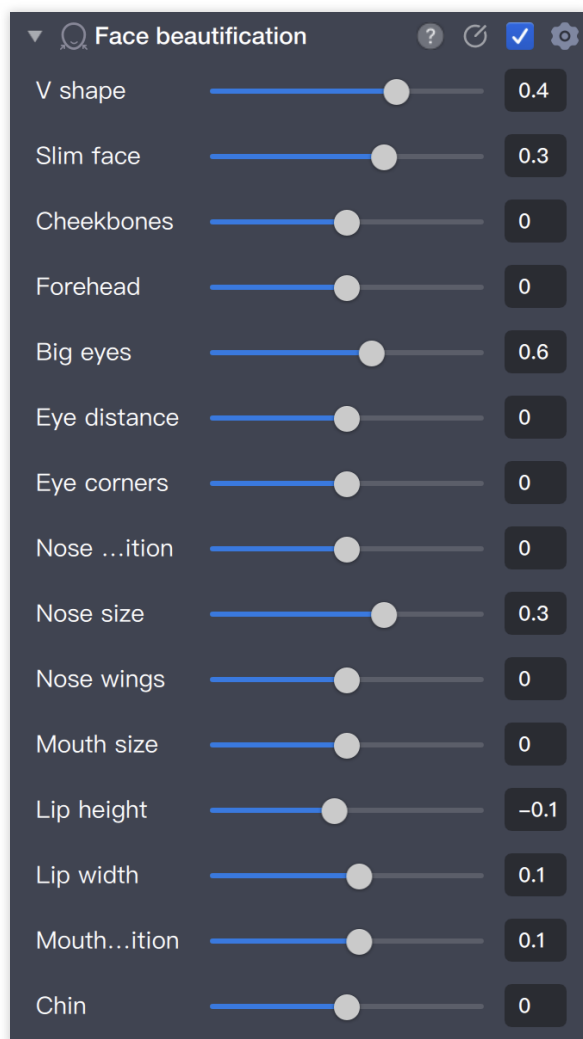 Face beautification ?
V shape 0.4
Slim face 0.3
Cheekbones 0
Forehead 0
Big eyes 0.6
Eye distance 0
Eye corners 0
Nose …ition 0
Nose size 0.3
Nose wings 0
Mouth size 0
Lip height −0.1
Lip width 0.1
Mouth…ition 0.1
Chin 0